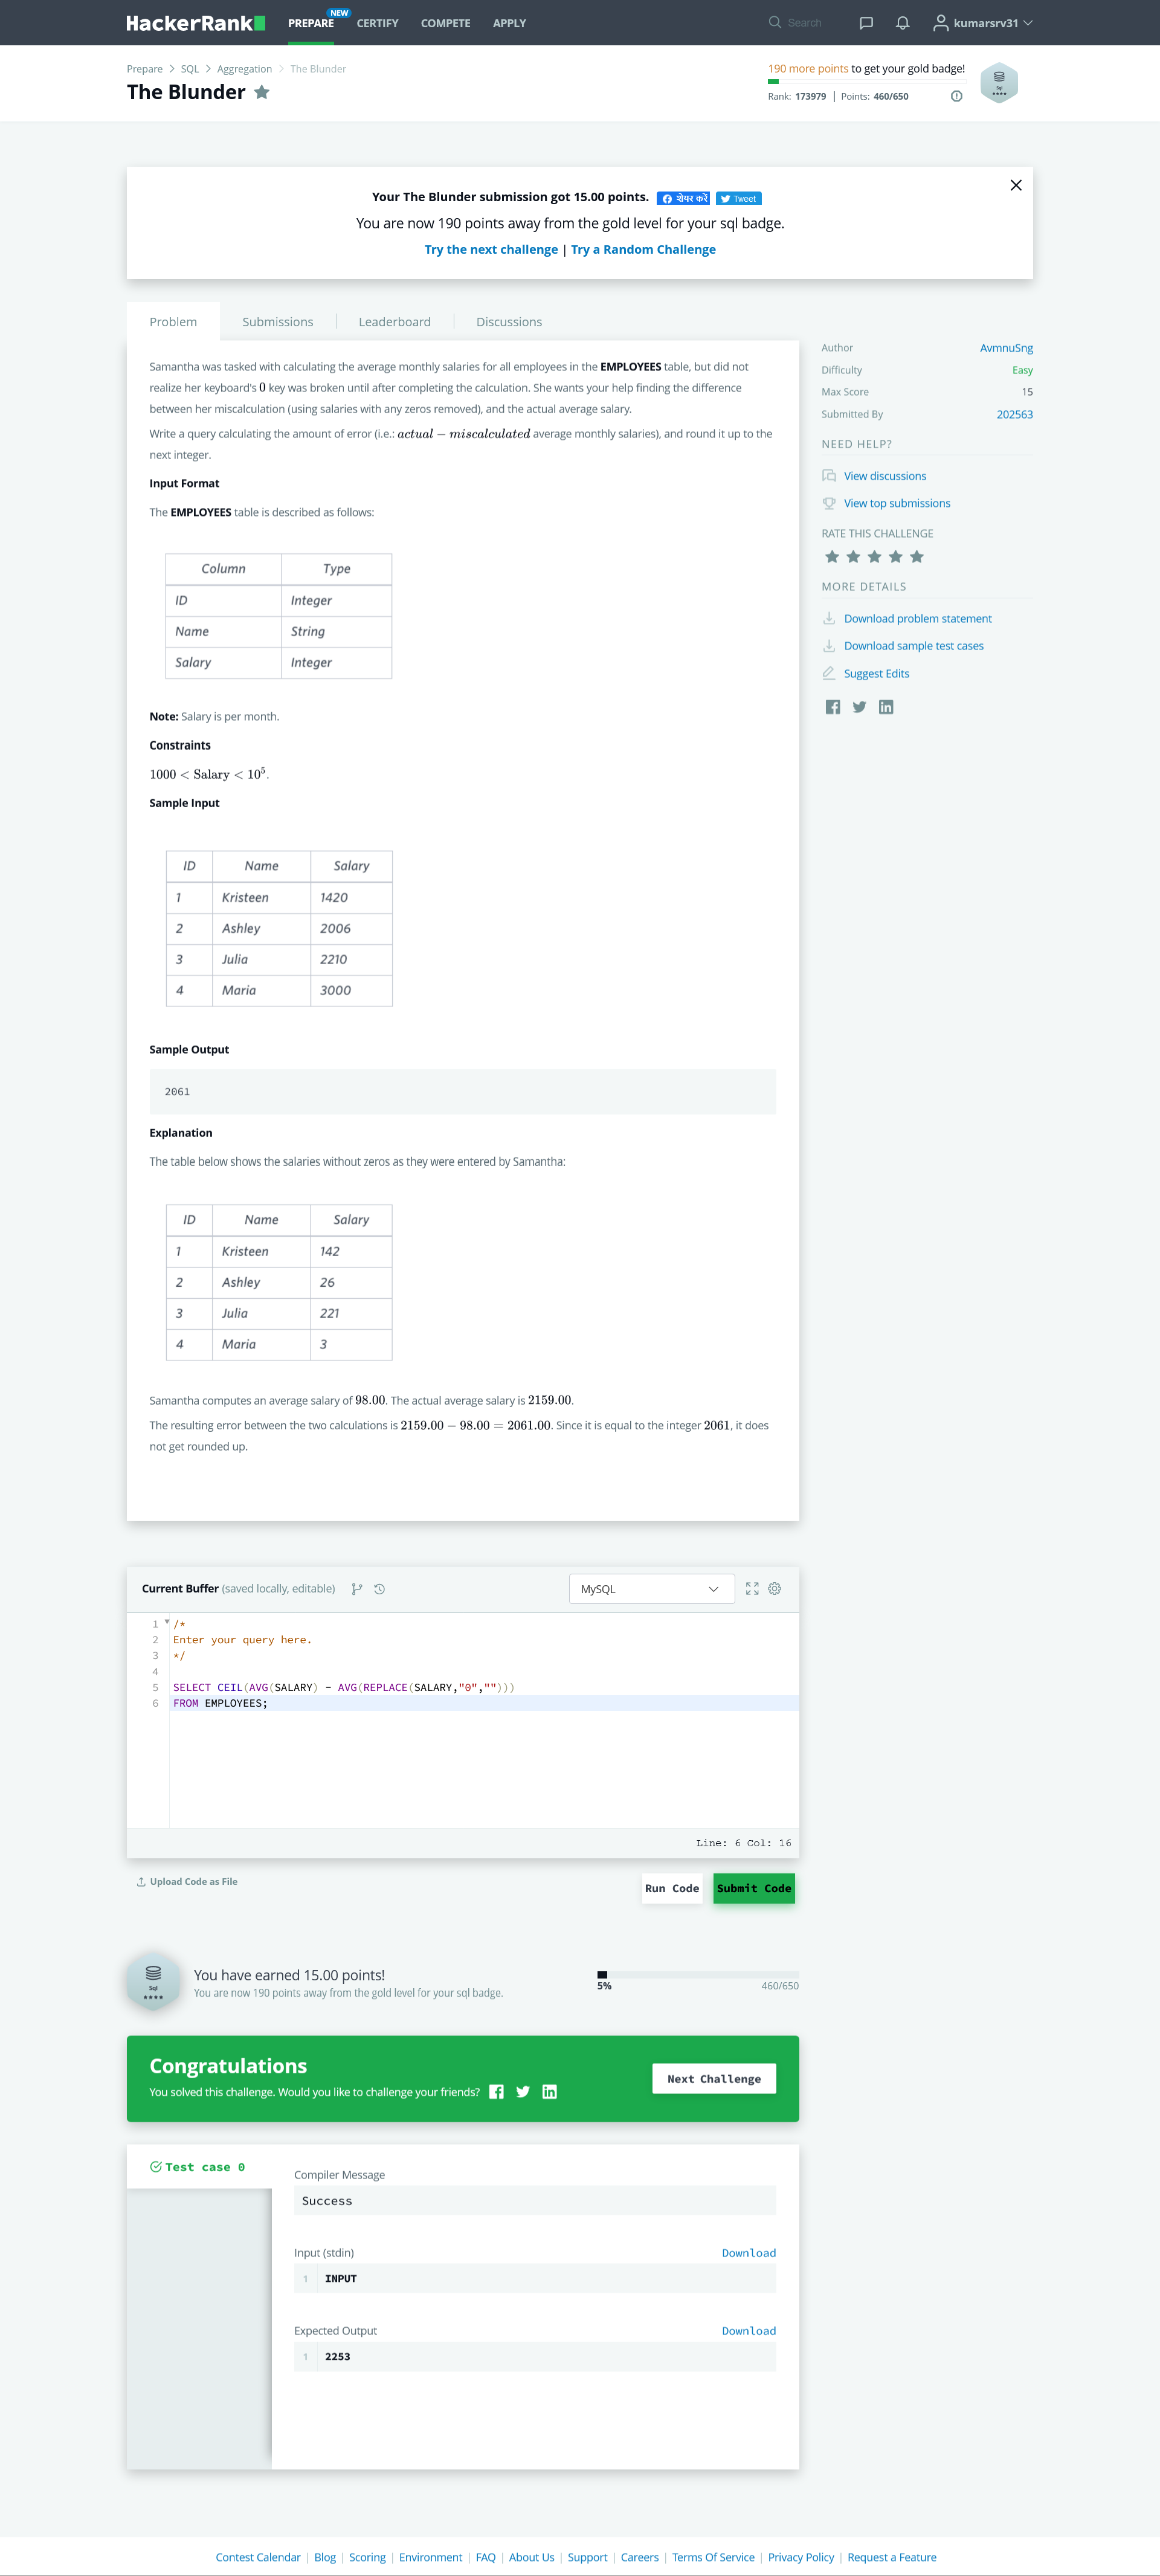 HackerRank
PREPARE NEW CERTIFY COMPETE APPLY Search kumarsrv31
Prepare > SQL > Aggregation > The Blunder
The Blunder
190 more points to get your gold badge!
Rank: 173979 | Points: 460/650
Sql
Your The Blunder submission got 15.00 points. शेयर करें Tweet
You are now 190 points away from the gold level for your sql badge.
Try the next challenge | Try a Random Challenge
Problem Submissions Leaderboard Discussions
Samantha was tasked with calculating the average monthly salaries for all employees in the EMPLOYEES table, but did not
realize her keyboard's 0 key was broken until after completing the calculation. She wants your help finding the difference
between her miscalculation (using salaries with any zeros removed), and the actual average salary.
Write a query calculating the amount of error (i.e.: actual − miscalculated average monthly salaries), and round it up to the
next integer.
Input Format
The EMPLOYEES table is described as follows:
Column Type
ID Integer
Name String
Salary Integer
Note: Salary is per month.
Constraints
1000 < Salary < 10⁵.
Sample Input
ID Name Salary
1 Kristeen 1420
2 Ashley 2006
3 Julia 2210
4 Maria 3000
Sample Output
2061
Explanation
The table below shows the salaries without zeros as they were entered by Samantha:
ID Name Salary
1 Kristeen 142
2 Ashley 26
3 Julia 221
4 Maria 3
Samantha computes an average salary of 98.00. The actual average salary is 2159.00.
The resulting error between the two calculations is 2159.00 − 98.00 = 2061.00. Since it is equal to the integer 2061, it does
not get rounded up.
Author AvmnuSng
Difficulty Easy
Max Score 15
Submitted By 202563
NEED HELP?
View discussions
View top submissions
RATE THIS CHALLENGE
MORE DETAILS
Download problem statement
Download sample test cases
Suggest Edits
Current Buffer (saved locally, editable) MySQL
1 /*
2 Enter your query here.
3 */
4
5 SELECT CEIL(AVG(SALARY) - AVG(REPLACE(SALARY,"0","")))
6 FROM EMPLOYEES;
Line: 6 Col: 16
Upload Code as File Run Code Submit Code
Sql
You have earned 15.00 points!
You are now 190 points away from the gold level for your sql badge.
5% 460/650
Congratulations
You solved this challenge. Would you like to challenge your friends?
Next Challenge
Test case 0
Compiler Message
Success
Input (stdin) Download
1 INPUT
Expected Output Download
1 2253
Contest Calendar | Blog | Scoring | Environment | FAQ | About Us | Support | Careers | Terms Of Service | Privacy Policy | Request a Feature